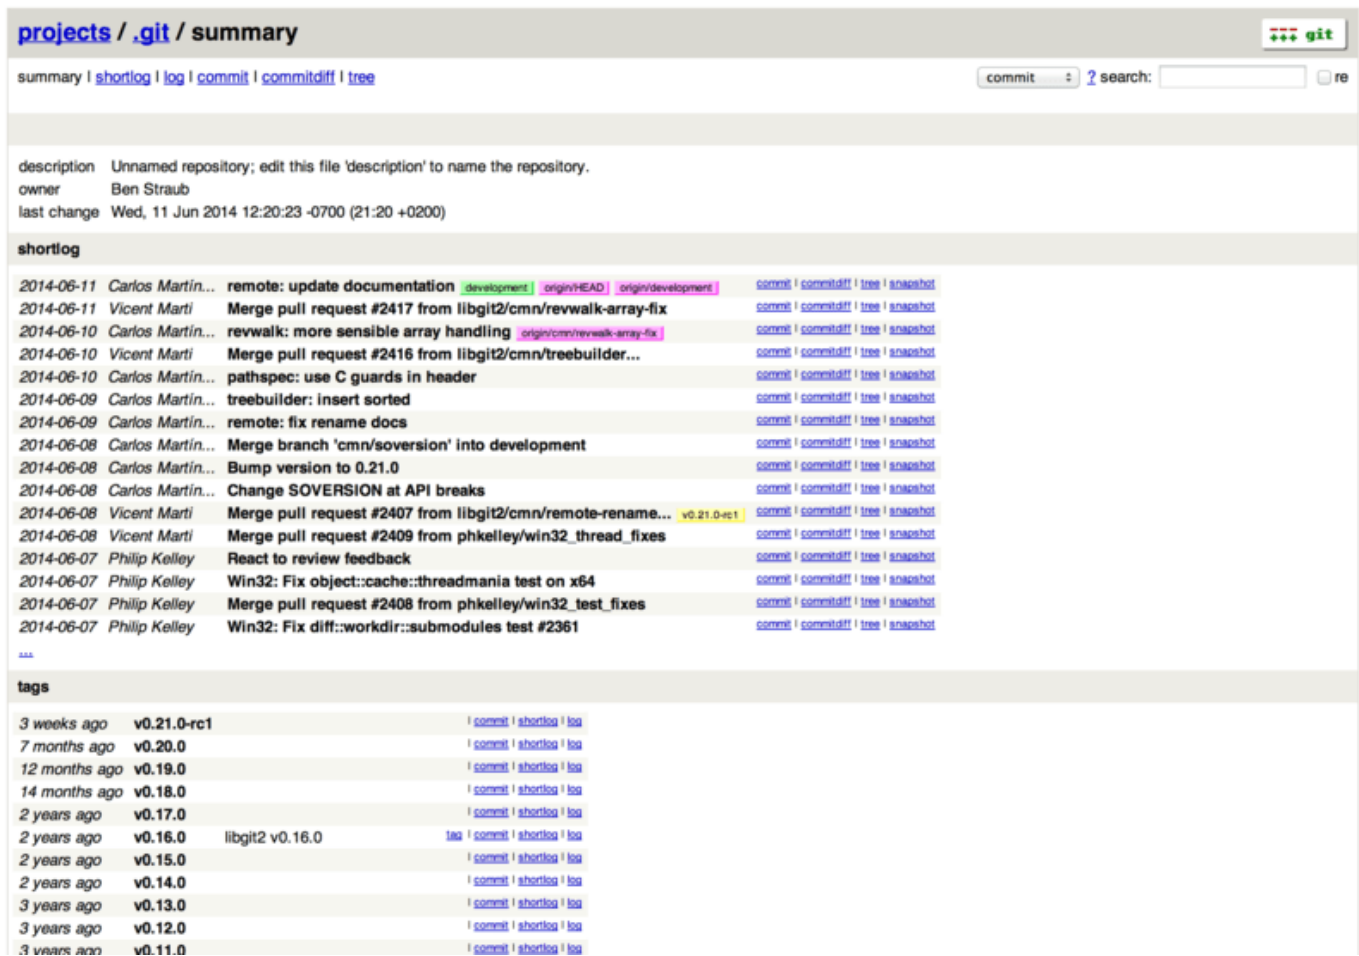 projects / .git / summary
git
summary | shortlog | log | commit | commitdiff | tree
commit ? search: re
description Unnamed repository; edit this file 'description' to name the repository.
owner Ben Straub
last change Wed, 11 Jun 2014 12:20:23 -0700 (21:20 +0200)
shortlog
2014-06-11 Carlos Martín... remote: update documentation development origin/HEAD origin/development commit | commitdiff | tree | snapshot
2014-06-11 Vicent Marti Merge pull request #2417 from libgit2/cmn/revwalk-array-fix commit | commitdiff | tree | snapshot
2014-06-10 Carlos Martín... revwalk: more sensible array handling origin/cmn/revwalk-array-fix commit | commitdiff | tree | snapshot
2014-06-10 Vicent Marti Merge pull request #2416 from libgit2/cmn/treebuilder... commit | commitdiff | tree | snapshot
2014-06-10 Carlos Martín... pathspec: use C guards in header commit | commitdiff | tree | snapshot
2014-06-09 Carlos Martín... treebuilder: insert sorted commit | commitdiff | tree | snapshot
2014-06-09 Carlos Martín... remote: fix rename docs commit | commitdiff | tree | snapshot
2014-06-08 Carlos Martín... Merge branch 'cmn/soversion' into development commit | commitdiff | tree | snapshot
2014-06-08 Carlos Martín... Bump version to 0.21.0 commit | commitdiff | tree | snapshot
2014-06-08 Carlos Martín... Change SOVERSION at API breaks commit | commitdiff | tree | snapshot
2014-06-08 Vicent Marti Merge pull request #2407 from libgit2/cmn/remote-rename... v0.21.0-rc1 commit | commitdiff | tree | snapshot
2014-06-08 Vicent Marti Merge pull request #2409 from phkelley/win32_thread_fixes commit | commitdiff | tree | snapshot
2014-06-07 Philip Kelley React to review feedback commit | commitdiff | tree | snapshot
2014-06-07 Philip Kelley Win32: Fix object::cache::threadmania test on x64 commit | commitdiff | tree | snapshot
2014-06-07 Philip Kelley Merge pull request #2408 from phkelley/win32_test_fixes commit | commitdiff | tree | snapshot
2014-06-07 Philip Kelley Win32: Fix diff::workdir::submodules test #2361 commit | commitdiff | tree | snapshot
...
tags
3 weeks ago v0.21.0-rc1 | commit | shortlog | log
7 months ago v0.20.0 | commit | shortlog | log
12 months ago v0.19.0 | commit | shortlog | log
14 months ago v0.18.0 | commit | shortlog | log
2 years ago v0.17.0 | commit | shortlog | log
2 years ago v0.16.0 libgit2 v0.16.0 tag | commit | shortlog | log
2 years ago v0.15.0 | commit | shortlog | log
2 years ago v0.14.0 | commit | shortlog | log
3 years ago v0.13.0 | commit | shortlog | log
3 years ago v0.12.0 | commit | shortlog | log
3 years ago v0.11.0 | commit | shortlog | log